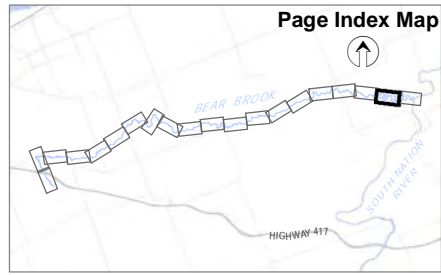 Page Index Map
BEAR BROOK
SOUTH NATION
RIVER
HIGHWAY 417